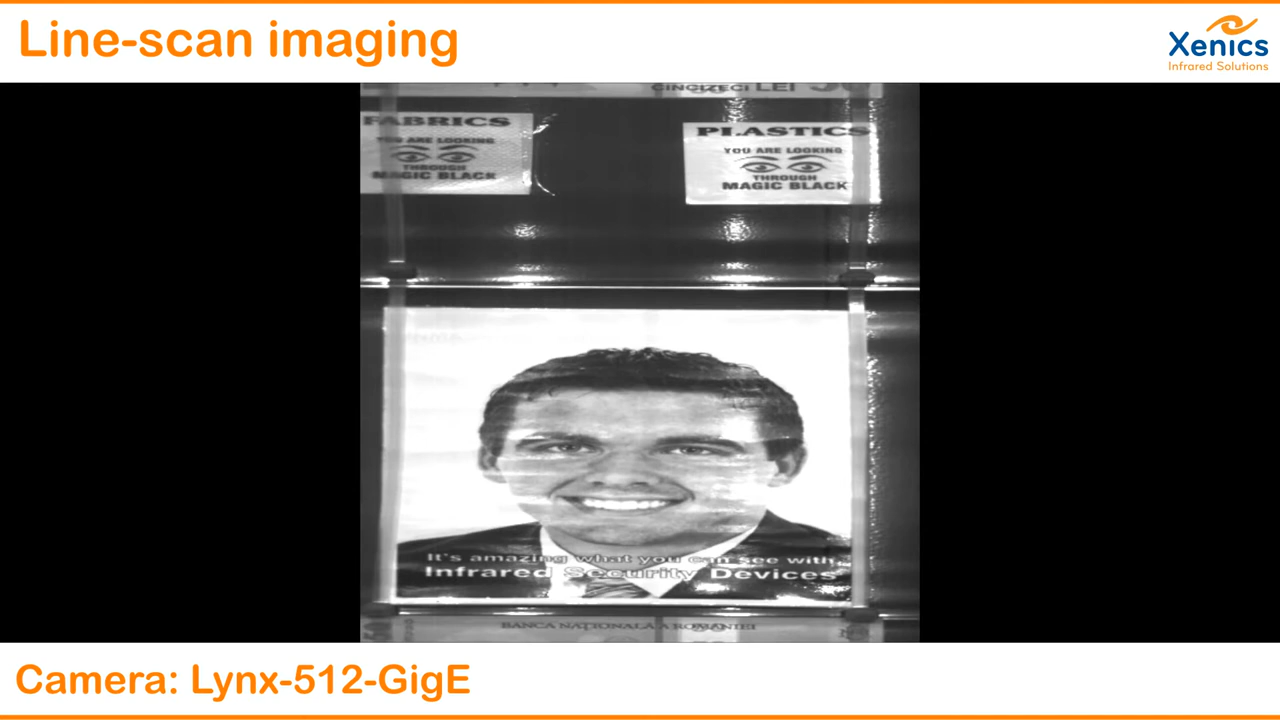 Line-scan imaging
Xenics
Infrared Solutions
CINCIZECI LEI 50
FABRICS
YOU ARE LOOKING
THROUGH
MAGIC BLACK
PLASTICS
YOU ARE LOOKING
THROUGH
MAGIC BLACK
It's amazing what you can see with
Infrared Security Devices
BANCA NAŢIONALĂ A ROMÂNIEI
Camera: Lynx-512-GigE